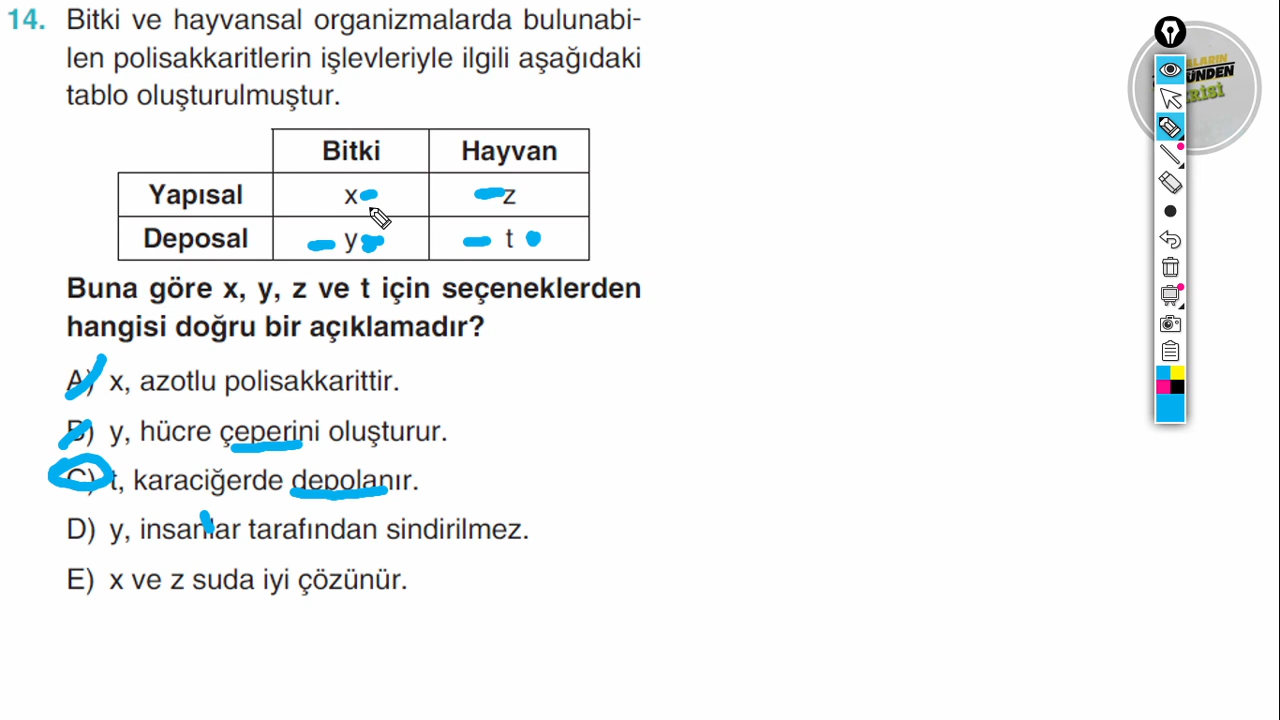 14. Bitki ve hayvansal organizmalarda bulunabi-
len polisakkaritlerin işlevleriyle ilgili aşağıdaki
tablo oluşturulmuştur.
Bitki Hayvan
Yapısal x z
Deposal y t
Buna göre x, y, z ve t için seçeneklerden
hangisi doğru bir açıklamadır?
A) x, azotlu polisakkarittir.
B) y, hücre çeperini oluşturur.
C) t, karaciğerde depolanır.
D) y, insanlar tarafından sindirilmez.
E) x ve z suda iyi çözünür.